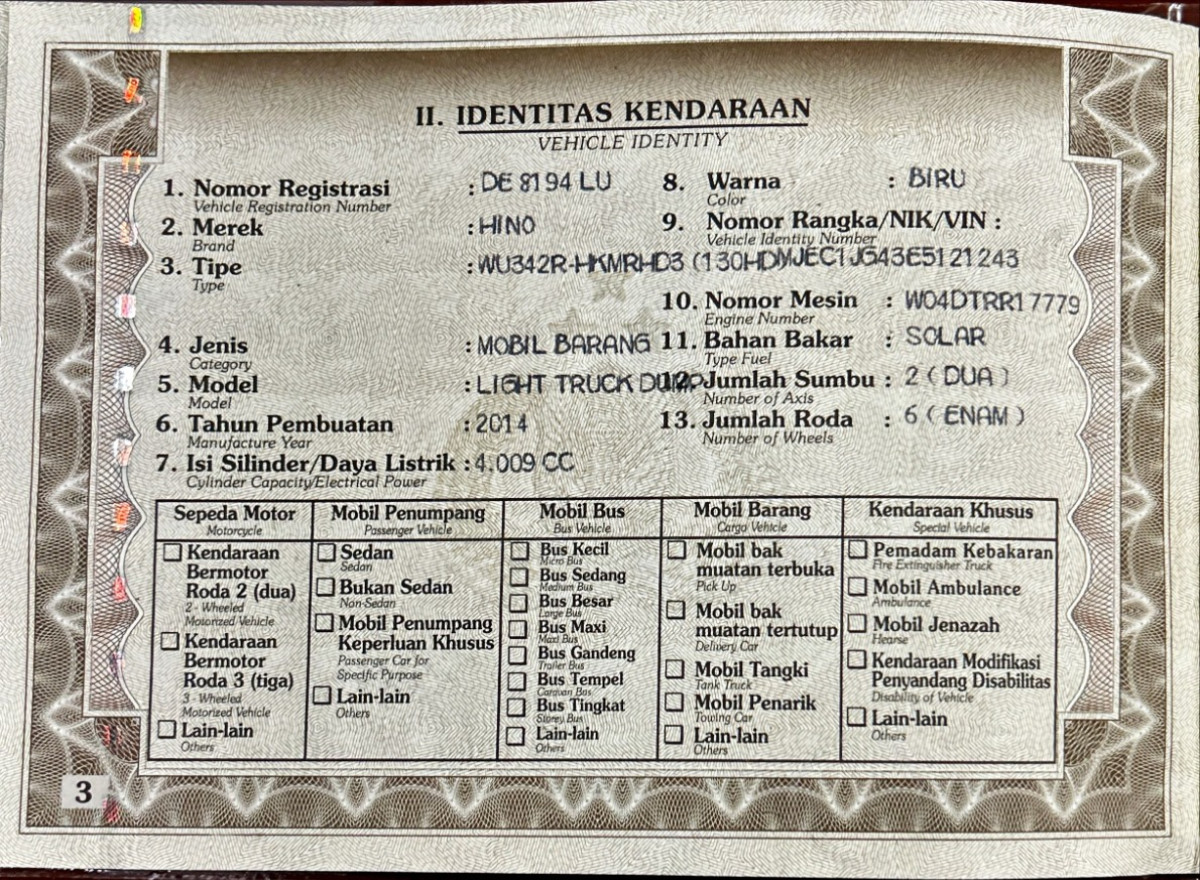 II. IDENTITAS KENDARAAN
VEHICLE IDENTITY
1. Nomor Registrasi : DE 8194 LU
Vehicle Registration Number
2. Merek : HINO
Brand
3. Tipe : WU342R-HKMRHD3 (130HD)
Type
4. Jenis : MOBIL BARANG
Category
5. Model : LIGHT TRUCK DUMP
Model
6. Tahun Pembuatan : 2014
Manufacture Year
7. Isi Silinder/Daya Listrik : 4.009 CC
Cylinder Capacity/Electrical Power
8. Warna : BIRU
Color
9. Nomor Rangka/NIK/VIN :
Vehicle Identity Number
MJEC1JG43E5121243
10. Nomor Mesin : W04DTRR17779
Engine Number
11. Bahan Bakar : SOLAR
Type Fuel
12. Jumlah Sumbu : 2 ( DUA )
Number of Axis
13. Jumlah Roda : 6 ( ENAM )
Number of Wheels
Sepeda Motor
Motorcycle
Kendaraan
Bermotor
Roda 2 (dua)
2 - Wheeled
Motorized Vehicle
Kendaraan
Bermotor
Roda 3 (tiga)
3 - Wheeled
Motorized Vehicle
Lain-lain
Others
Mobil Penumpang
Passenger Vehicle
Sedan
Sedan
Bukan Sedan
Non-Sedan
Mobil Penumpang
Keperluan Khusus
Passenger Car for
Specific Purpose
Lain-lain
Others
Mobil Bus
Bus Vehicle
Bus Kecil
Micro Bus
Bus Sedang
Medium Bus
Bus Besar
Large Bus
Bus Maxi
Maxi Bus
Bus Gandeng
Trailer Bus
Bus Tempel
Caravan Bus
Bus Tingkat
Storey Bus
Lain-lain
Others
Mobil Barang
Cargo Vehicle
Mobil bak
muatan terbuka
Pick Up
Mobil bak
muatan tertutup
Delivery Car
Mobil Tangki
Tank Truck
Mobil Penarik
Towing Car
Lain-lain
Others
Kendaraan Khusus
Special Vehicle
Pemadam Kebakaran
Fire Extinguisher Truck
Mobil Ambulance
Ambulance
Mobil Jenazah
Hearse
Kendaraan Modifikasi
Penyandang Disabilitas
Disability of Vehicle
Lain-lain
Others
3